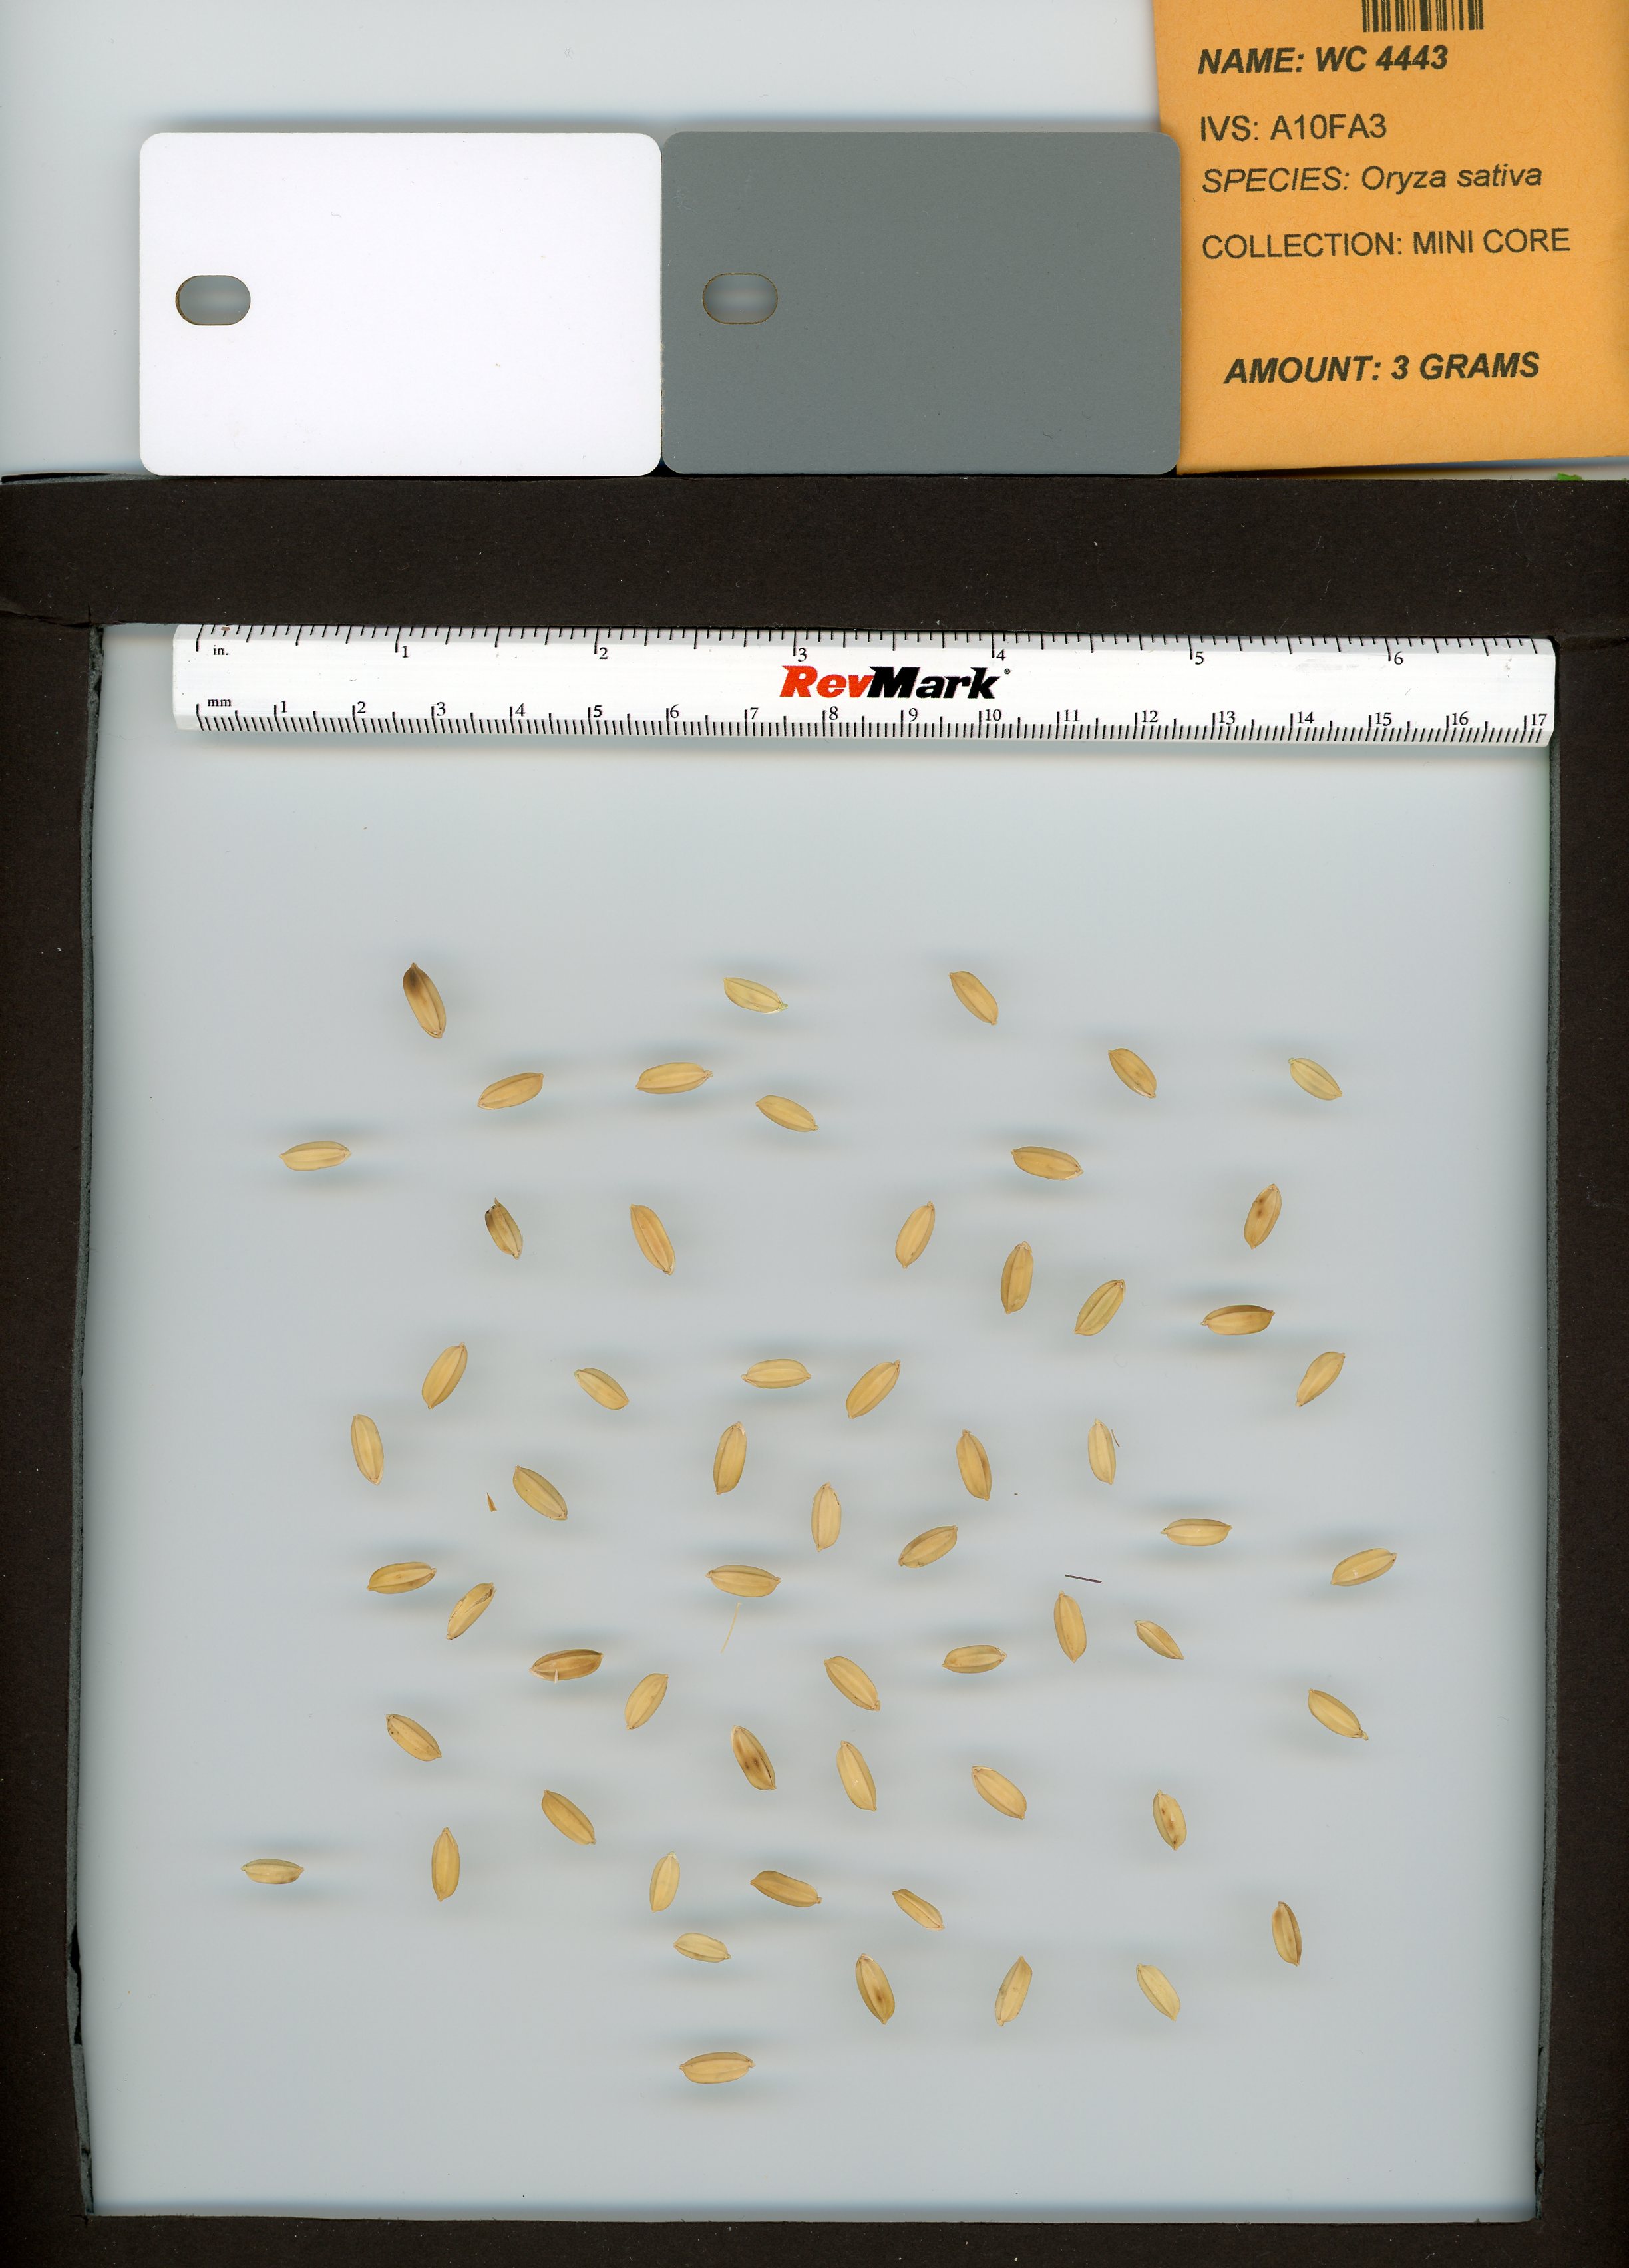 NAME: WC 4443
IVS: A10FA3
SPECIES: Oryza sativa
COLLECTION: MINI CORE
AMOUNT: 3 GRAMS
in. 1 2 3 4 5 6
RevMark
mm 1 2 3 4 5 6 7 8 9 10 11 12 13 14 15 16 17